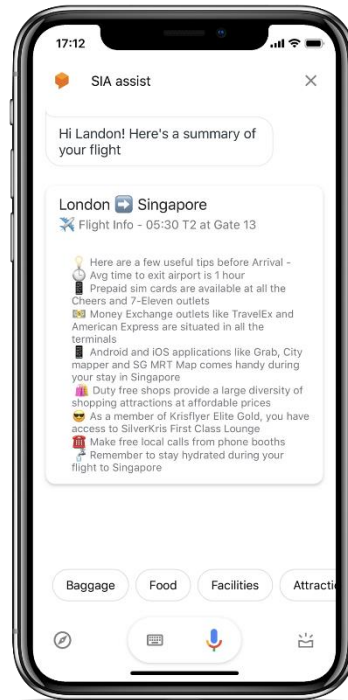 17:12
SIA assist
Hi Landon! Here's a summary of
your flight
London ➡️ Singapore
✈️ Flight Info - 05:30 T2 at Gate 13
💡 Here are a few useful tips before Arrival -
⏱️ Avg time to exit airport is 1 hour
📱 Prepaid sim cards are available at all the
Cheers and 7-Eleven outlets
💵 Money Exchange outlets like TravelEx and
American Express are situated in all the
terminals
📱 Android and iOS applications like Grab, City
mapper and SG MRT Map comes handy during
your stay in Singapore
🛍️ Duty free shops provide a large diversity of
shopping attractions at affordable prices
😎 As a member of Krisflyer Elite Gold, you have
access to SilverKris First Class Lounge
☎️ Make free local calls from phone booths
🚰 Remember to stay hydrated during your
flight to Singapore
Baggage Food Facilities Attracti